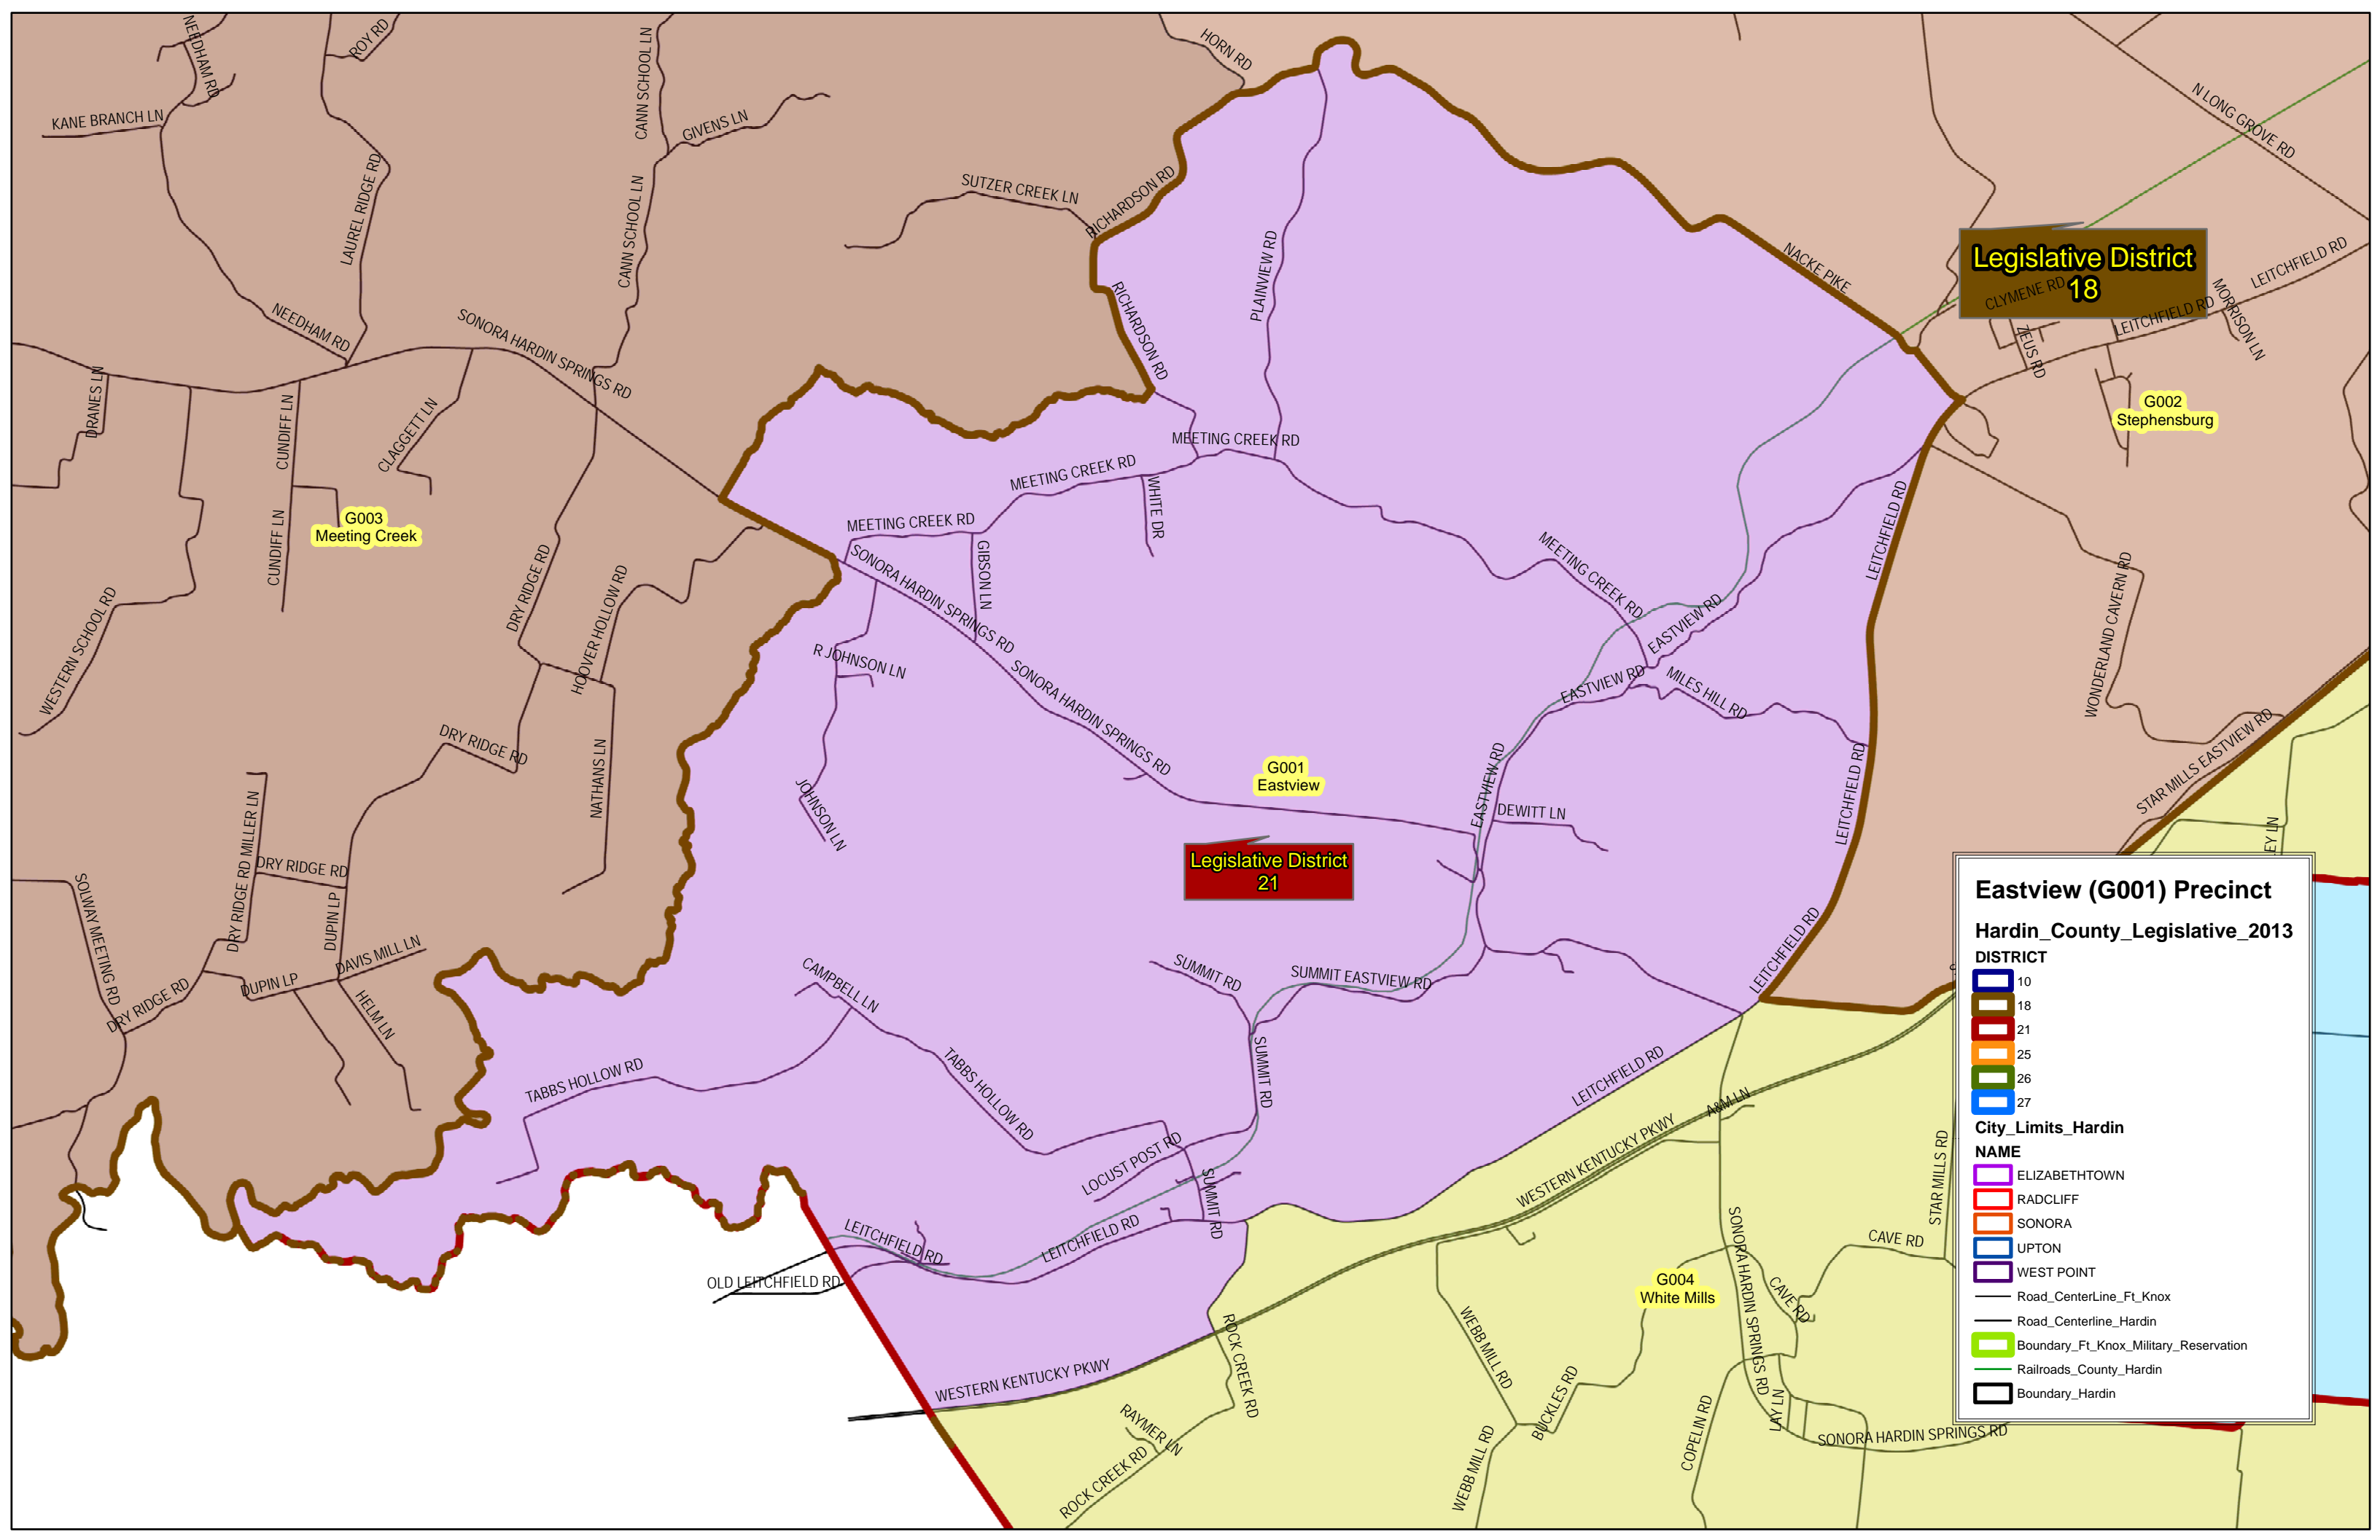 NEEDHAM RD
ROY RD
KANE BRANCH LN
LAUREL RIDGE RD
CANN SCHOOL LN
GIVENS LN
CANN SCHOOL LN
SUTZER CREEK LN
HORN RD
RICHARDSON RD
RICHARDSON RD
PLAINVIEW RD
NACKE PIKE
N LONG GROVE RD
Legislative District
18
CLYMENE RD
LEITCHFIELD RD
LEITCHFIELD RD
MORRISON LN
ZEUS RD
G002
Stephensburg
NEEDHAM RD
SONORA HARDIN SPRINGS RD
DRANES LN
CUNDIFF LN
CLAGGETT LN
CUNDIFF LN
G003
Meeting Creek
WESTERN SCHOOL RD
DRY RIDGE RD
HOOVER HOLLOW RD
DRY RIDGE RD
NATHANS LN
MEETING CREEK RD
MEETING CREEK RD
MEETING CREEK RD
WHITE DR
GIBSON LN
SONORA HARDIN SPRINGS RD
SONORA HARDIN SPRINGS RD
R JOHNSON LN
JOHNSON LN
MEETING CREEK RD
EASTVIEW RD
EASTVIEW RD
MILES HILL RD
LEITCHFIELD RD
LEITCHFIELD RD
WONDERLAND CAVERN RD
STAR MILLS EASTVIEW RD
EY LN
G001
Eastview
EASTVIEW RD
DEWITT LN
Legislative District
21
DRY RIDGE RD MILLER LN
DRY RIDGE RD
SOLWAY MEETING RD
DUPIN LP
DAVIS MILL LN
DUPIN LP
HELM LN
DRY RIDGE RD
LEITCHFIELD RD
SUMMIT RD
SUMMIT EASTVIEW RD
CAMPBELL LN
TABBS HOLLOW RD
TABBS HOLLOW RD
SUMMIT RD
LOCUST POST RD
SUMMIT RD
LEITCHFIELD RD
A&M LN
WESTERN KENTUCKY PKWY
LEITCHFIELD RD
LEITCHFIELD RD
OLD LEITCHFIELD RD
WESTERN KENTUCKY PKWY
ROCK CREEK RD
RAYMER LN
ROCK CREEK RD
G004
White Mills
SONORA HARDIN SPRINGS RD
CAVE RD
CAVE RD
STAR MILLS RD
WEBB MILL RD
BUCKLES RD
WEBB MILL RD
COPELIN RD
LAY LN
SONORA HARDIN SPRINGS RD
Eastview (G001) Precinct
Hardin_County_Legislative_2013
DISTRICT
10
18
21
25
26
27
City_Limits_Hardin
NAME
ELIZABETHTOWN
RADCLIFF
SONORA
UPTON
WEST POINT
Road_CenterLine_Ft_Knox
Road_Centerline_Hardin
Boundary_Ft_Knox_Military_Reservation
Railroads_County_Hardin
Boundary_Hardin